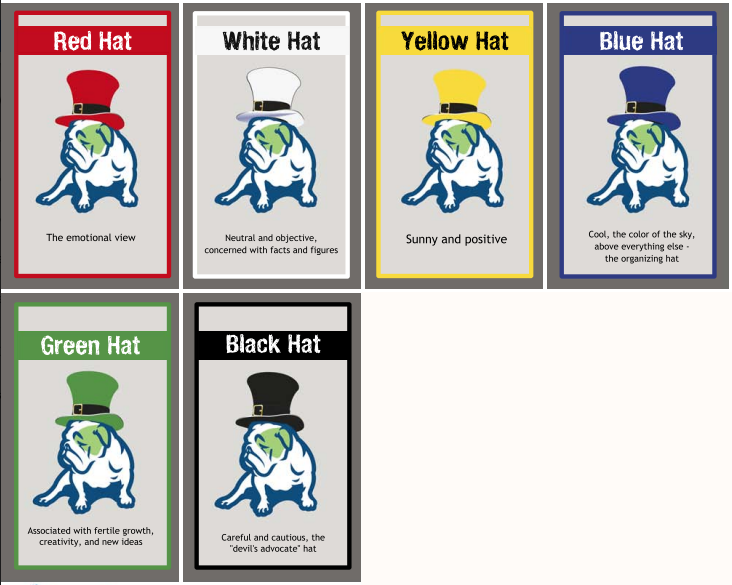 Red Hat
The emotional view
White Hat
Neutral and objective,
concerned with facts and figures
Yellow Hat
Sunny and positive
Blue Hat
Cool, the color of the sky,
above everything else -
the organizing hat
Green Hat
Associated with fertile growth,
creativity, and new ideas
Black Hat
Careful and cautious, the
"devil's advocate" hat